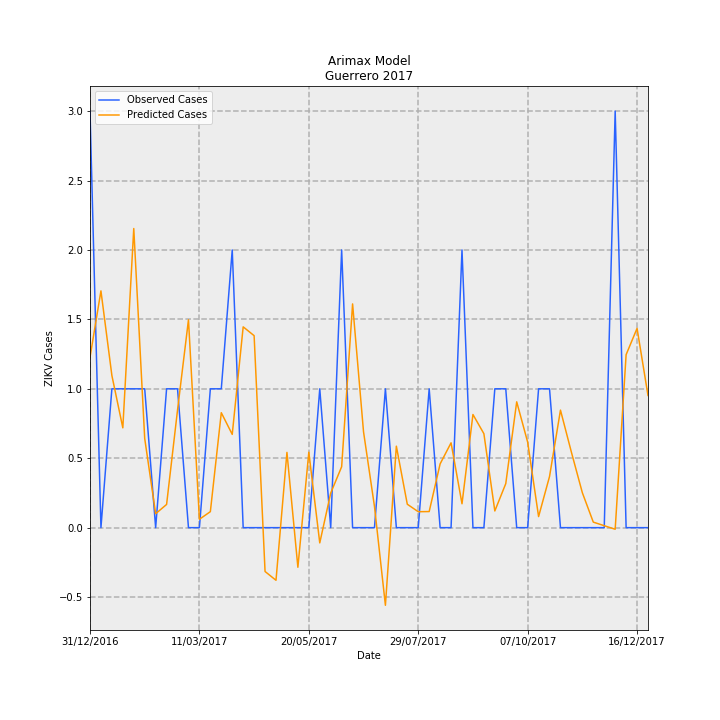 Arimax Model
Guerrero 2017
Observed Cases
Predicted Cases
3.0
2.5
2.0
1.5
1.0
0.5
0.0
−0.5
ZIKV Cases
31/12/2016 11/03/2017 20/05/2017 29/07/2017 07/10/2017 16/12/2017
Date